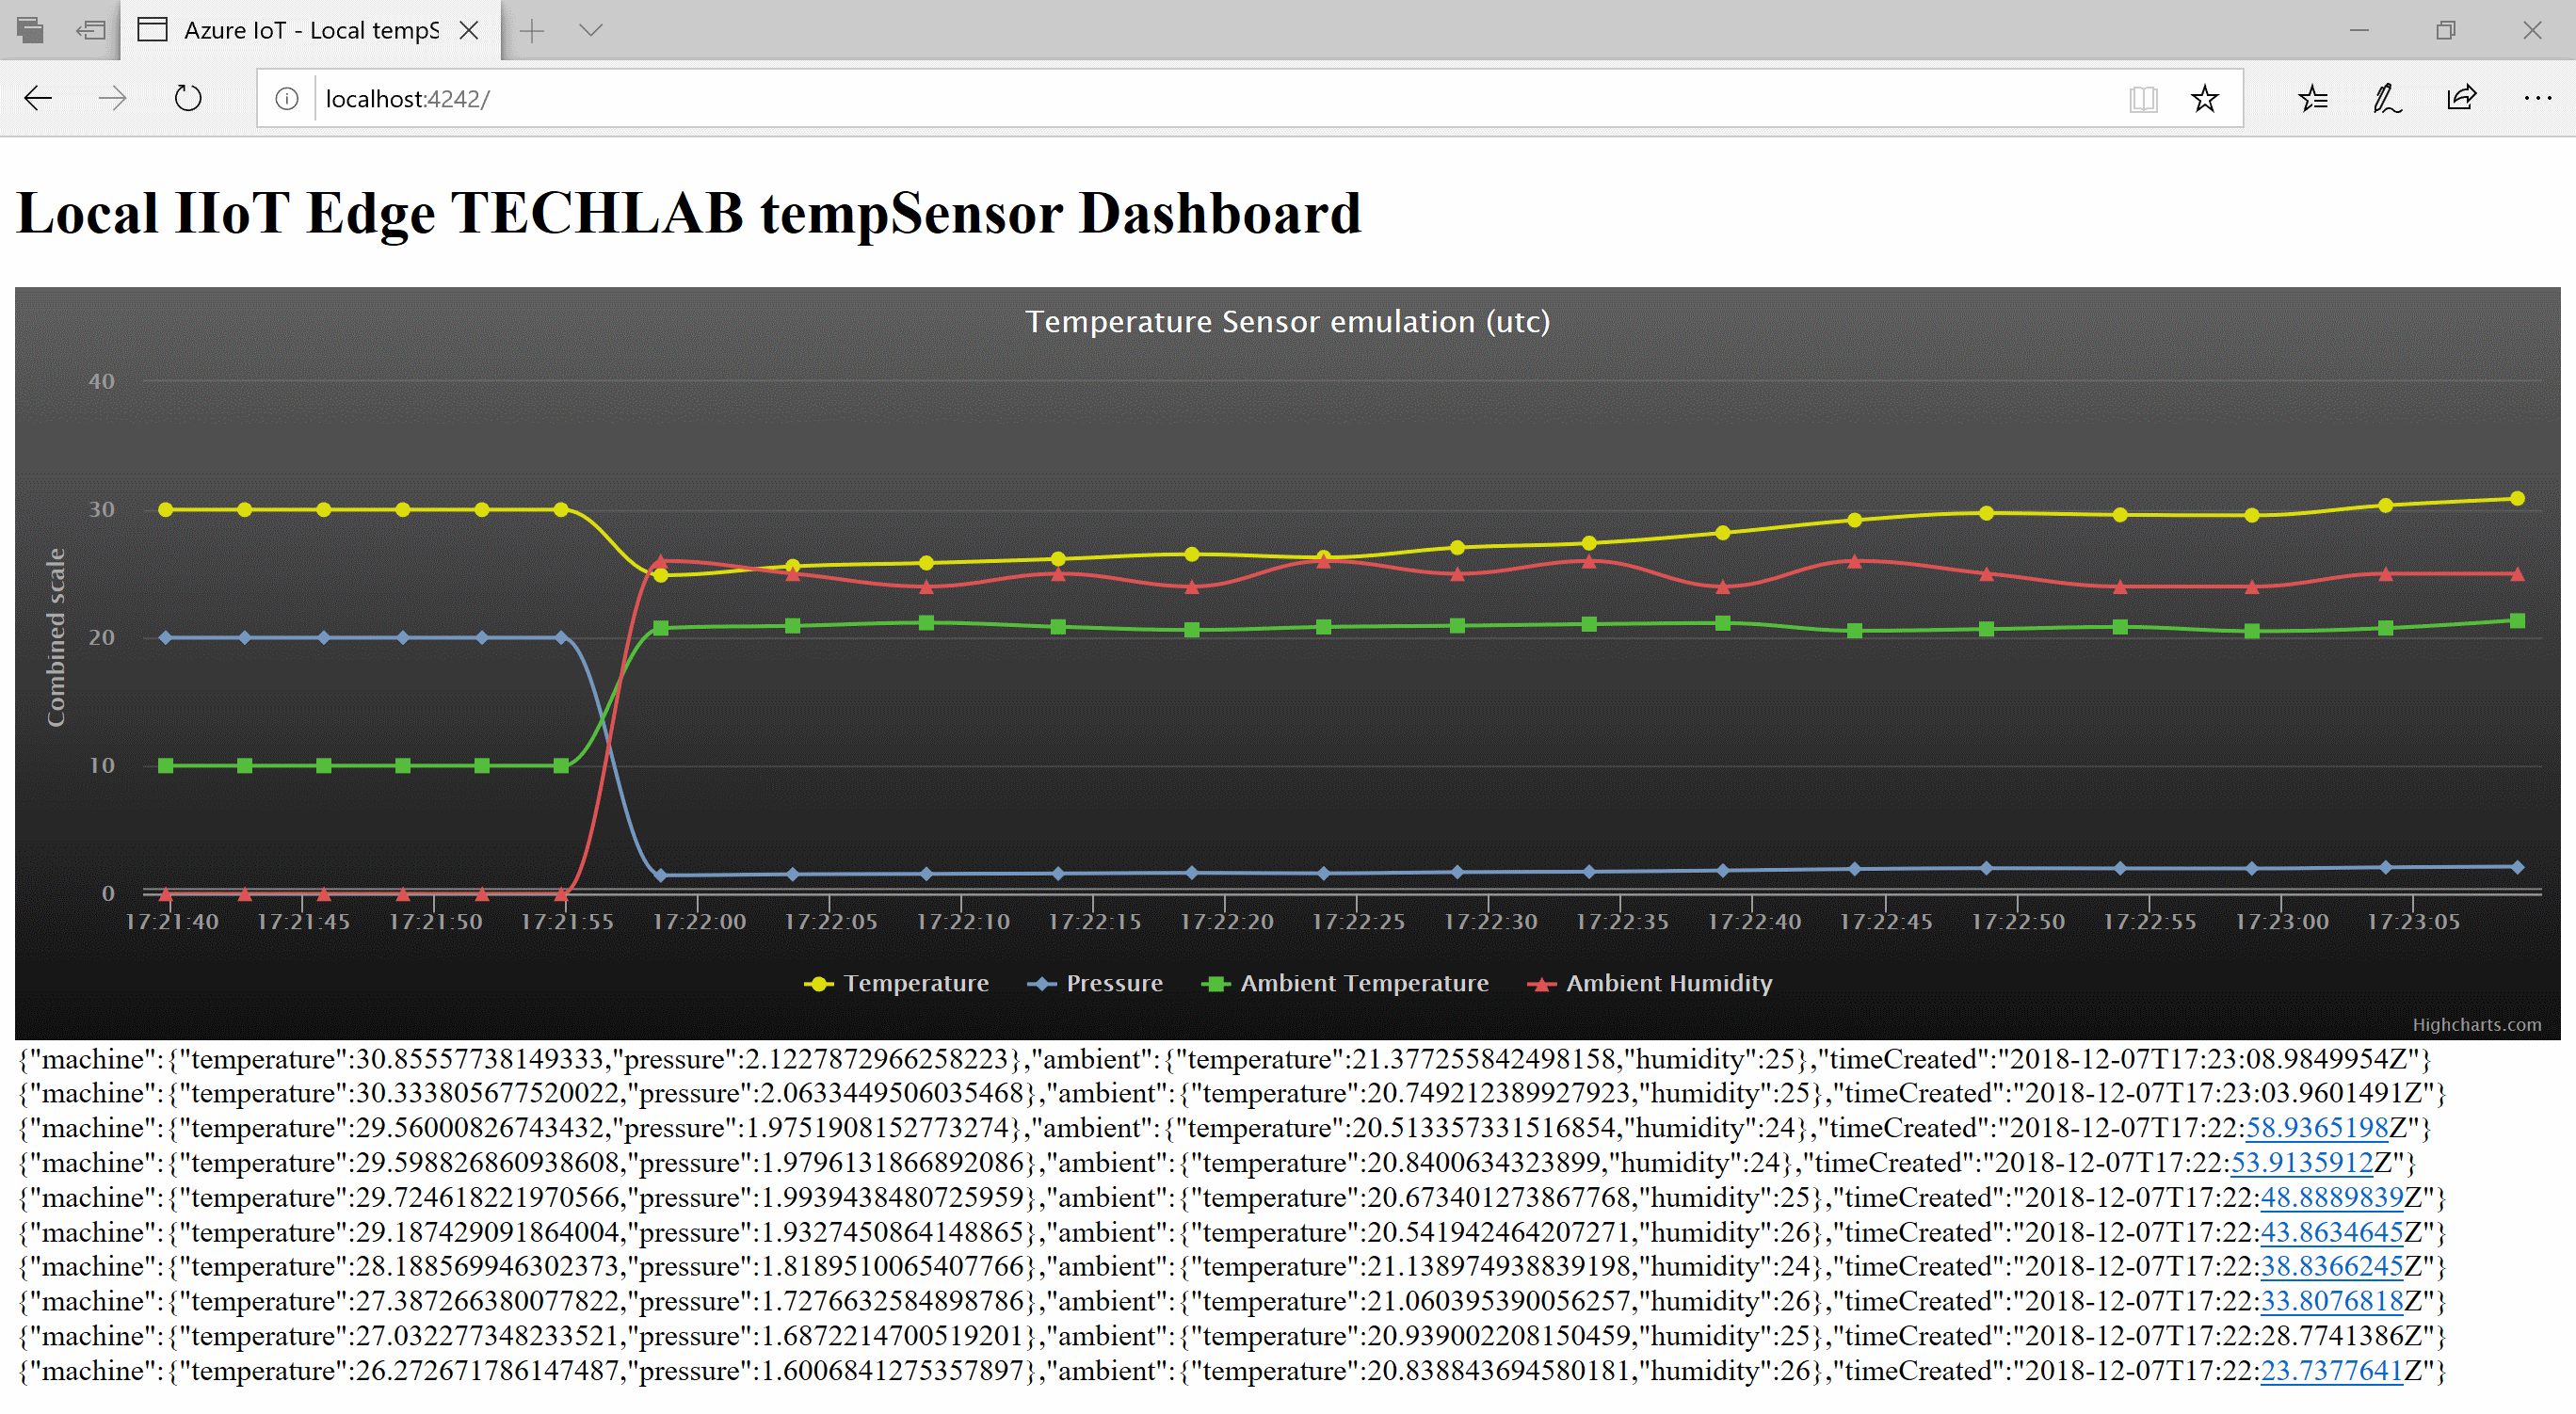 Azure IoT - Local tempS
localhost:4242/
Local IIoT Edge TECHLAB tempSensor Dashboard
Temperature Sensor emulation (utc)
40
30
20
10
0
Combined scale
17:21:40 17:21:45 17:21:50 17:21:55 17:22:00 17:22:05 17:22:10 17:22:15 17:22:20 17:22:25 17:22:30 17:22:35 17:22:40 17:22:45 17:22:50 17:22:55 17:23:00 17:23:05
Temperature Pressure Ambient Temperature Ambient Humidity
Highcharts.com
{"machine":{"temperature":30.85557738149333,"pressure":2.1227872966258223},"ambient":{"temperature":21.377255842498158,"humidity":25},"timeCreated":"2018-12-07T17:23:08.9849954Z"}
{"machine":{"temperature":30.333805677520022,"pressure":2.0633449506035468},"ambient":{"temperature":20.749212389927923,"humidity":25},"timeCreated":"2018-12-07T17:23:03.9601491Z"}
{"machine":{"temperature":29.56000826743432,"pressure":1.9751908152773274},"ambient":{"temperature":20.513357331516854,"humidity":24},"timeCreated":"2018-12-07T17:22:58.9365198Z"}
{"machine":{"temperature":29.598826860938608,"pressure":1.9796131866892086},"ambient":{"temperature":20.8400634323899,"humidity":24},"timeCreated":"2018-12-07T17:22:53.9135912Z"}
{"machine":{"temperature":29.724618221970566,"pressure":1.9939438480725959},"ambient":{"temperature":20.673401273867768,"humidity":25},"timeCreated":"2018-12-07T17:22:48.8889839Z"}
{"machine":{"temperature":29.187429091864004,"pressure":1.9327450864148865},"ambient":{"temperature":20.541942464207271,"humidity":26},"timeCreated":"2018-12-07T17:22:43.8634645Z"}
{"machine":{"temperature":28.188569946302373,"pressure":1.8189510065407766},"ambient":{"temperature":21.138974938839198,"humidity":24},"timeCreated":"2018-12-07T17:22:38.8366245Z"}
{"machine":{"temperature":27.387266380077822,"pressure":1.7276632584898786},"ambient":{"temperature":21.060395390056257,"humidity":26},"timeCreated":"2018-12-07T17:22:33.8076818Z"}
{"machine":{"temperature":27.032277348233521,"pressure":1.6872214700519201},"ambient":{"temperature":20.939002208150459,"humidity":25},"timeCreated":"2018-12-07T17:22:28.7741386Z"}
{"machine":{"temperature":26.272671786147487,"pressure":1.6006841275357897},"ambient":{"temperature":20.838843694580181,"humidity":26},"timeCreated":"2018-12-07T17:22:23.7377641Z"}